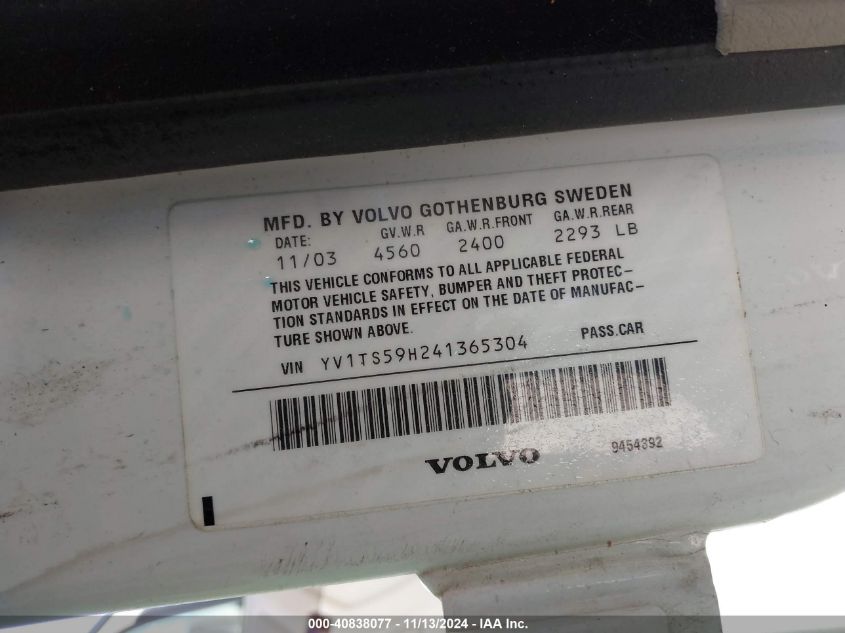 MFD. BY VOLVO GOTHENBURG SWEDEN
DATE: GV.W.R GA.W.R.FRONT GA.W.R.REAR
11/03 4560 2400 2293 LB
THIS VEHICLE CONFORMS TO ALL APPLICABLE FEDERAL
MOTOR VEHICLE SAFETY, BUMPER AND THEFT PROTEC-
TION STANDARDS IN EFFECT ON THE DATE OF MANUFAC-
TURE SHOWN ABOVE.
VIN YV1TS59H241365304 PASS.CAR
VOLVO 9454392
VOLVO
000-40838077 - 11/13/2024 - IAA Inc.